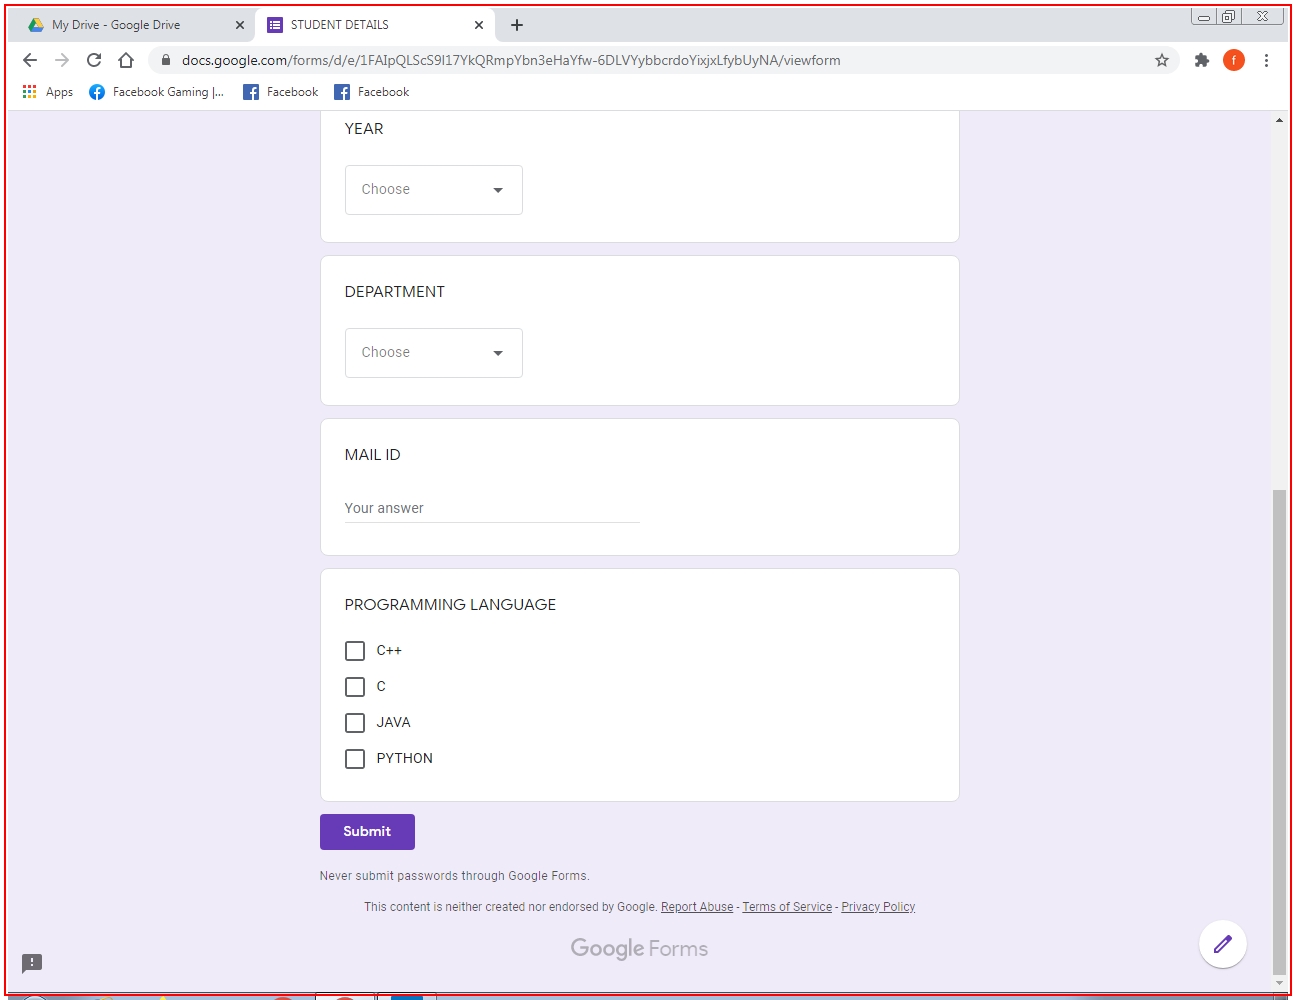 My Drive - Google Drive
STUDENT DETAILS
docs.google.com/forms/d/e/1FAIpQLScS9I17YkQRmpYbn3eHaYfw-6DLVYybbcrdoYixjxLfybUyNA/viewform
f
Apps Facebook Gaming |... Facebook Facebook
YEAR
Choose
DEPARTMENT
Choose
MAIL ID
Your answer
PROGRAMMING LANGUAGE
C++
C
JAVA
PYTHON
Submit
Never submit passwords through Google Forms.
This content is neither created nor endorsed by Google. Report Abuse - Terms of Service - Privacy Policy
Google Forms